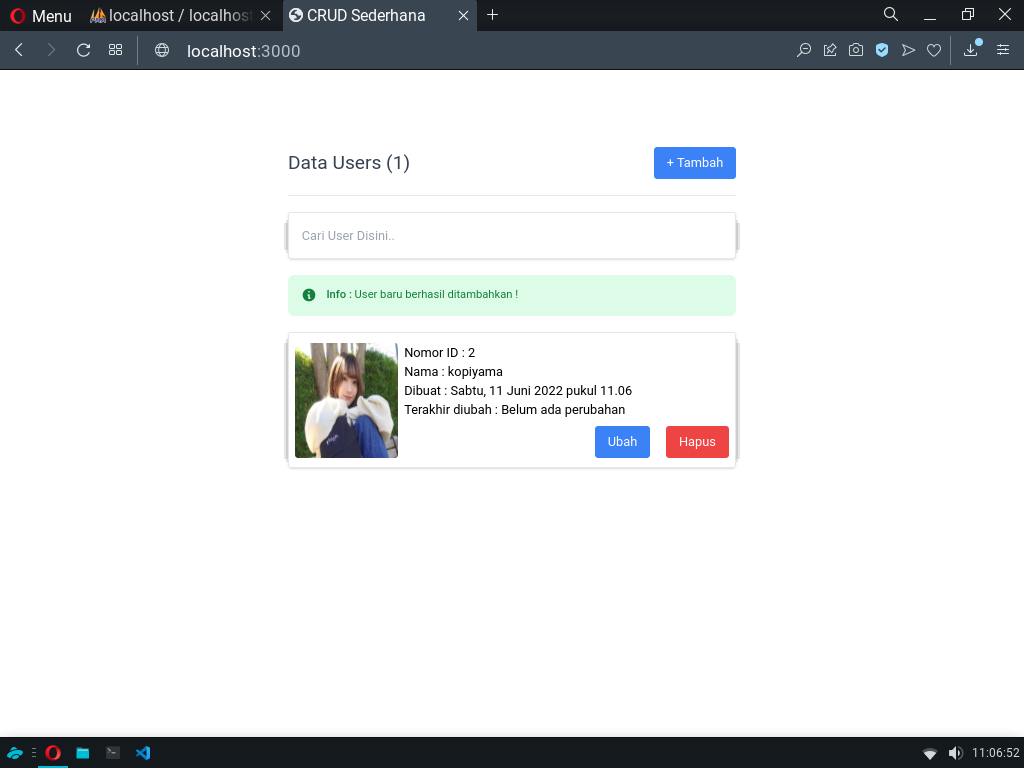 Menu
localhost / localhos
CRUD Sederhana
localhost:3000
Data Users (1)
+ Tambah
Cari User Disini..
Info : User baru berhasil ditambahkan !
Nomor ID : 2
Nama : kopiyama
Dibuat : Sabtu, 11 Juni 2022 pukul 11.06
Terakhir diubah : Belum ada perubahan
Ubah
Hapus
11:06:52